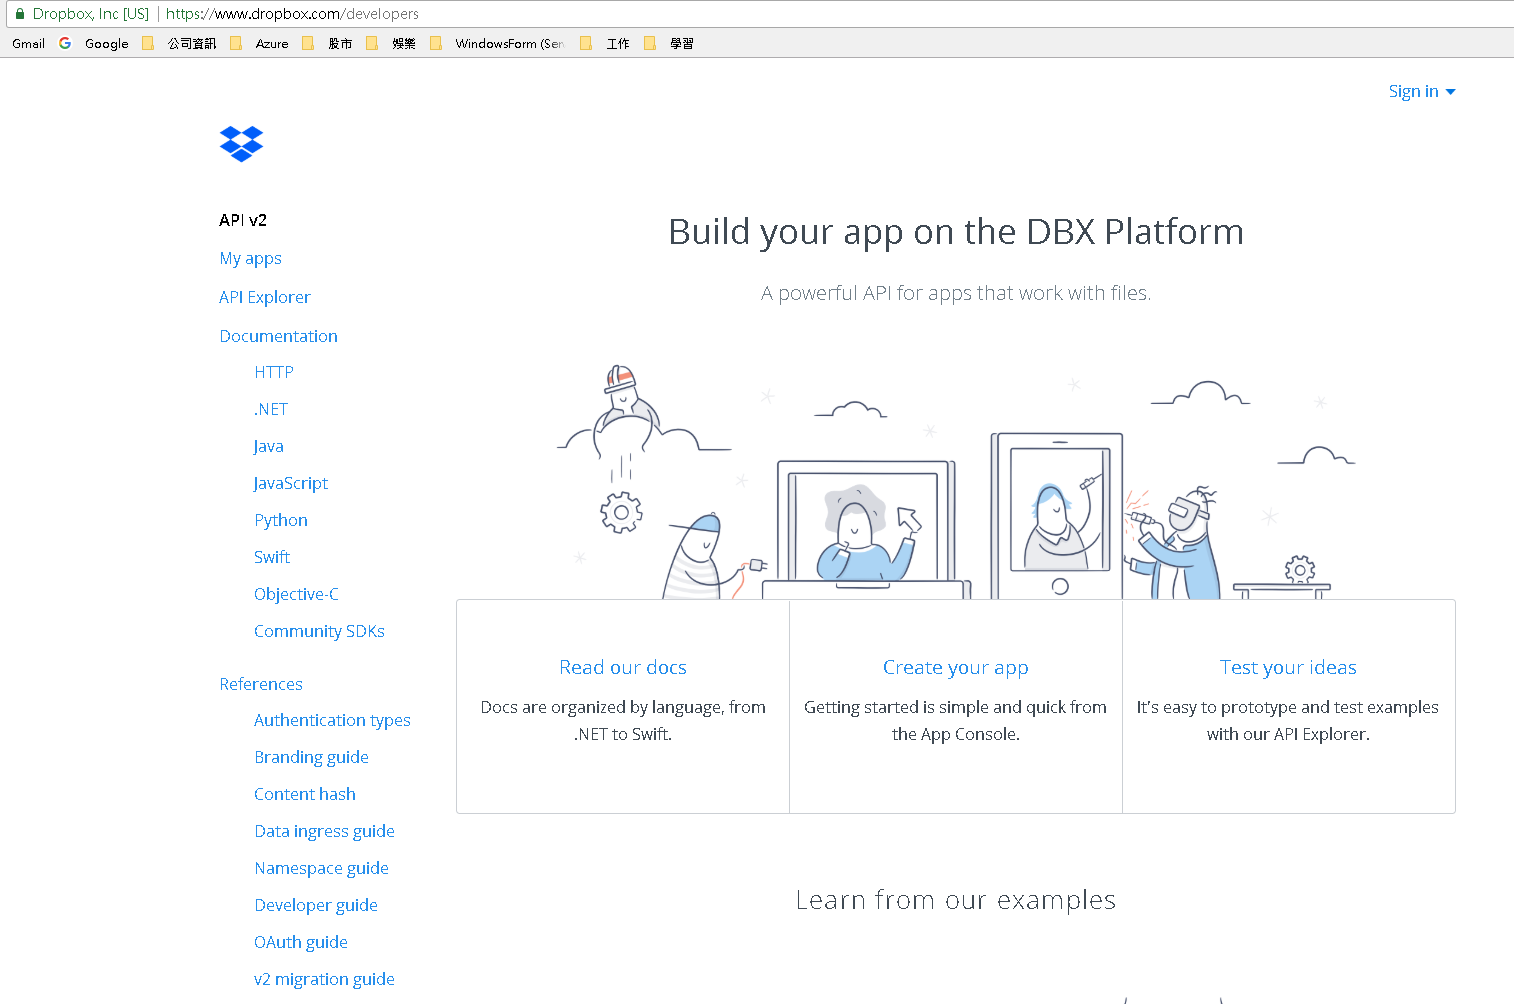 Dropbox, Inc [US] | https://www.dropbox.com/developers
Gmail Google 公司資訊 Azure 股市 娛樂 WindowsForm (Ser 工作 學習
Sign in
API v2
My apps
API Explorer
Documentation
HTTP
.NET
Java
JavaScript
Python
Swift
Objective-C
Community SDKs
References
Authentication types
Branding guide
Content hash
Data ingress guide
Namespace guide
Developer guide
OAuth guide
v2 migration guide
Build your app on the DBX Platform
A powerful API for apps that work with files.
Read our docs
Docs are organized by language, from
.NET to Swift.
Create your app
Getting started is simple and quick from
the App Console.
Test your ideas
It’s easy to prototype and test examples
with our API Explorer.
Learn from our examples